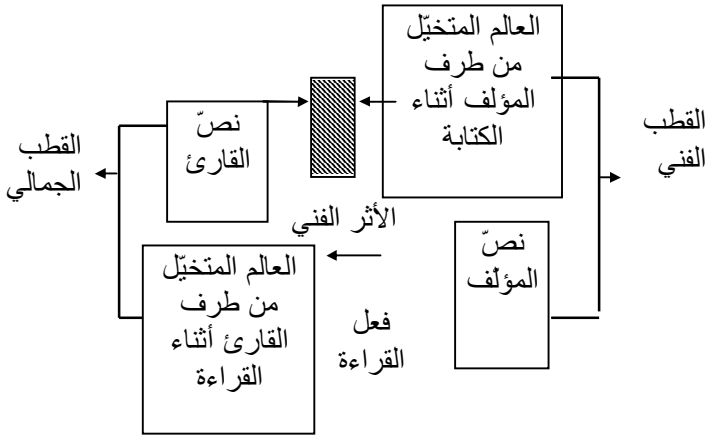 العالم المتخيّل
من طرف
المؤلف أثناء
الكتابة
القطب
الفني
نصّ
القارئ
القطب
الجمالي
الأثر الفني
نصّ
المؤلّف
العالم المتخيّل
من طرف
القارئ أثناء
القراءة
فعل
القراءة